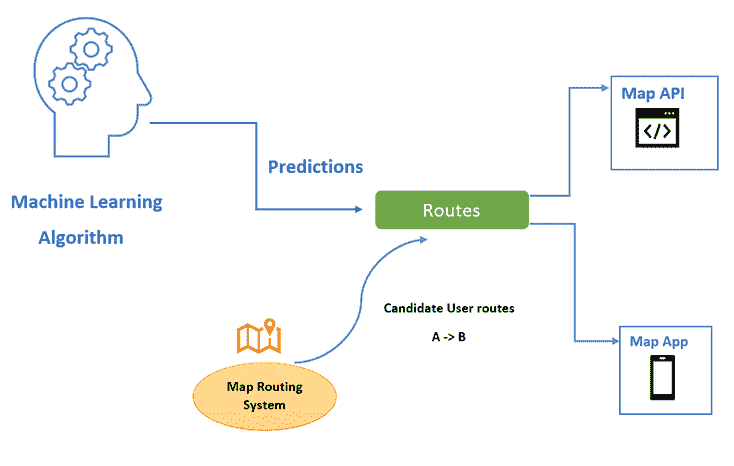 Map API
</>
Predictions
Machine Learning
Algorithm
Routes
Candidate User routes
A -> B
Map App
Map Routing
System